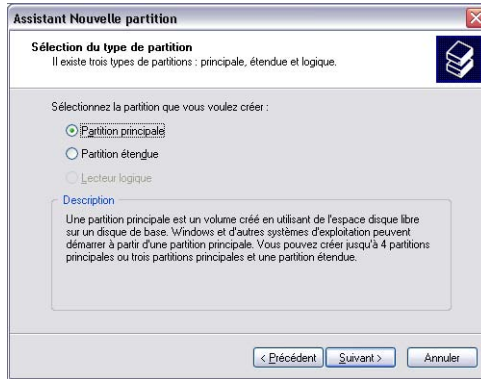 Assistant Nouvelle partition
Sélection du type de partition
Il existe trois types de partitions : principale, étendue et logique.
Sélectionnez la partition que vous voulez créer :
Partition principale
Partition étendue
Lecteur logique
Description
Une partition principale est un volume créé en utilisant de l'espace disque libre
sur un disque de base. Windows et d'autres systèmes d'exploitation peuvent
démarrer à partir d'une partition principale. Vous pouvez créer jusqu'à 4 partitions
principales ou trois partitions principales et une partition étendue.
< Précédent
Suivant >
Annuler